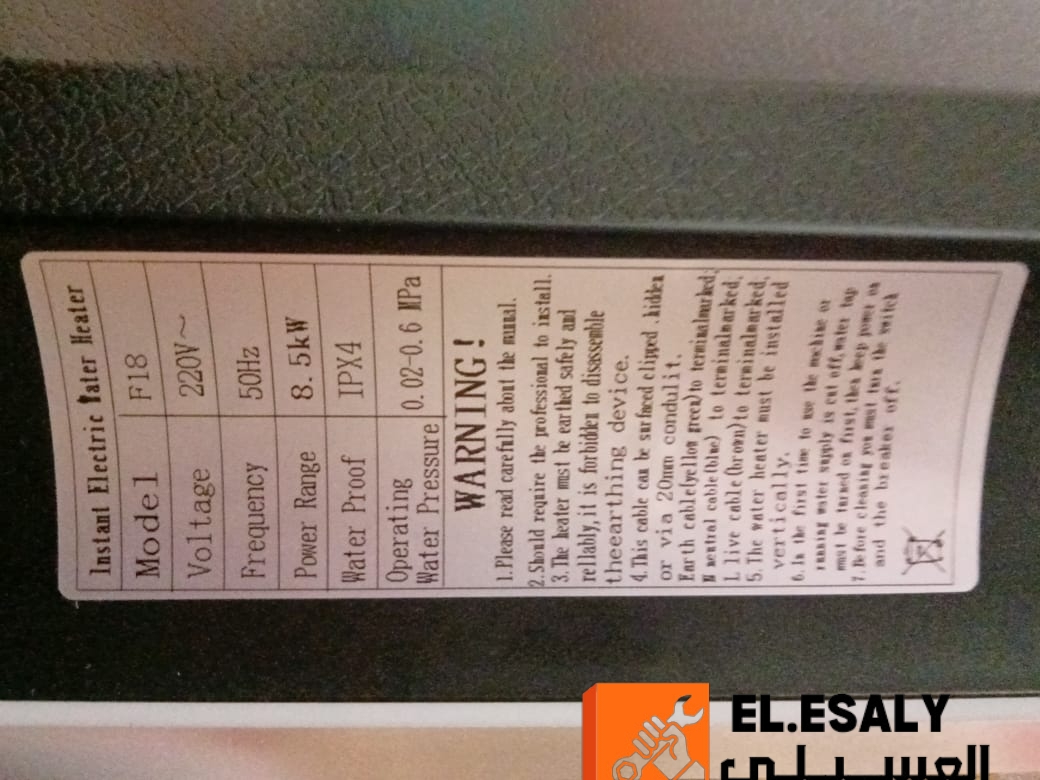 Instant Electric Water Heater
Model F18
Voltage 220V~
Frequency 50Hz
Power Range 8.5kW
Water Proof IPX4
Operating
Water Pressure 0.02-0.6 MPa
WARNING!
1.Please read carefully about the manual.
2.Should require the professional to install.
3.The heater must be earthed safely and
reliably, it is forbidden to disassemble
theearthing device.
4.This cable can be surfaced clipped .hidden
or via 20mm condulit.
Earth cable(yellow green)to terminalmarked;
N neutral cable(blue) to terminalmarked;
L live cable(brown)to terminalmarked;
5.The water heater must be installed
vertically.
6.In the first time to use the machine or
running water supply is cut off,water tap
must be turned on first,then keep power on
7.Before cleaning you must turn the switch
and the breaker off.
EL.ESALY
العسيلي